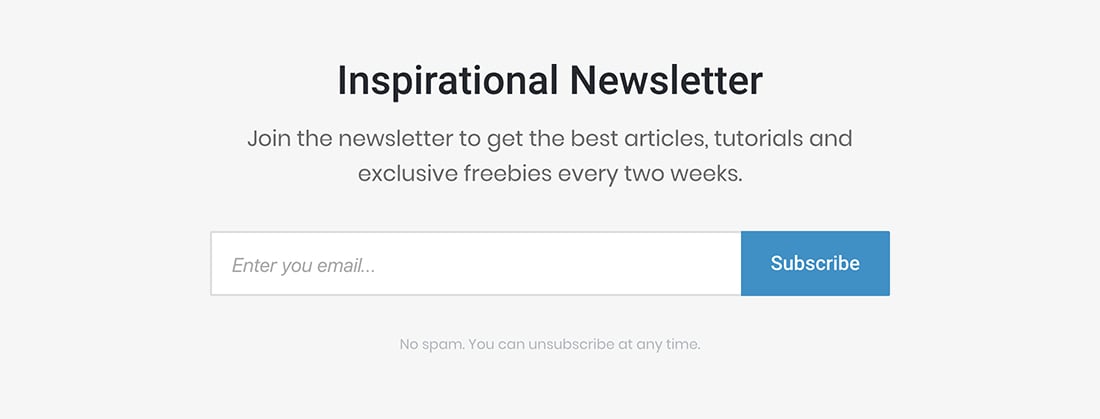 Inspirational Newsletter
Join the newsletter to get the best articles, tutorials and
exclusive freebies every two weeks.
Enter you email...
Subscribe
No spam. You can unsubscribe at any time.